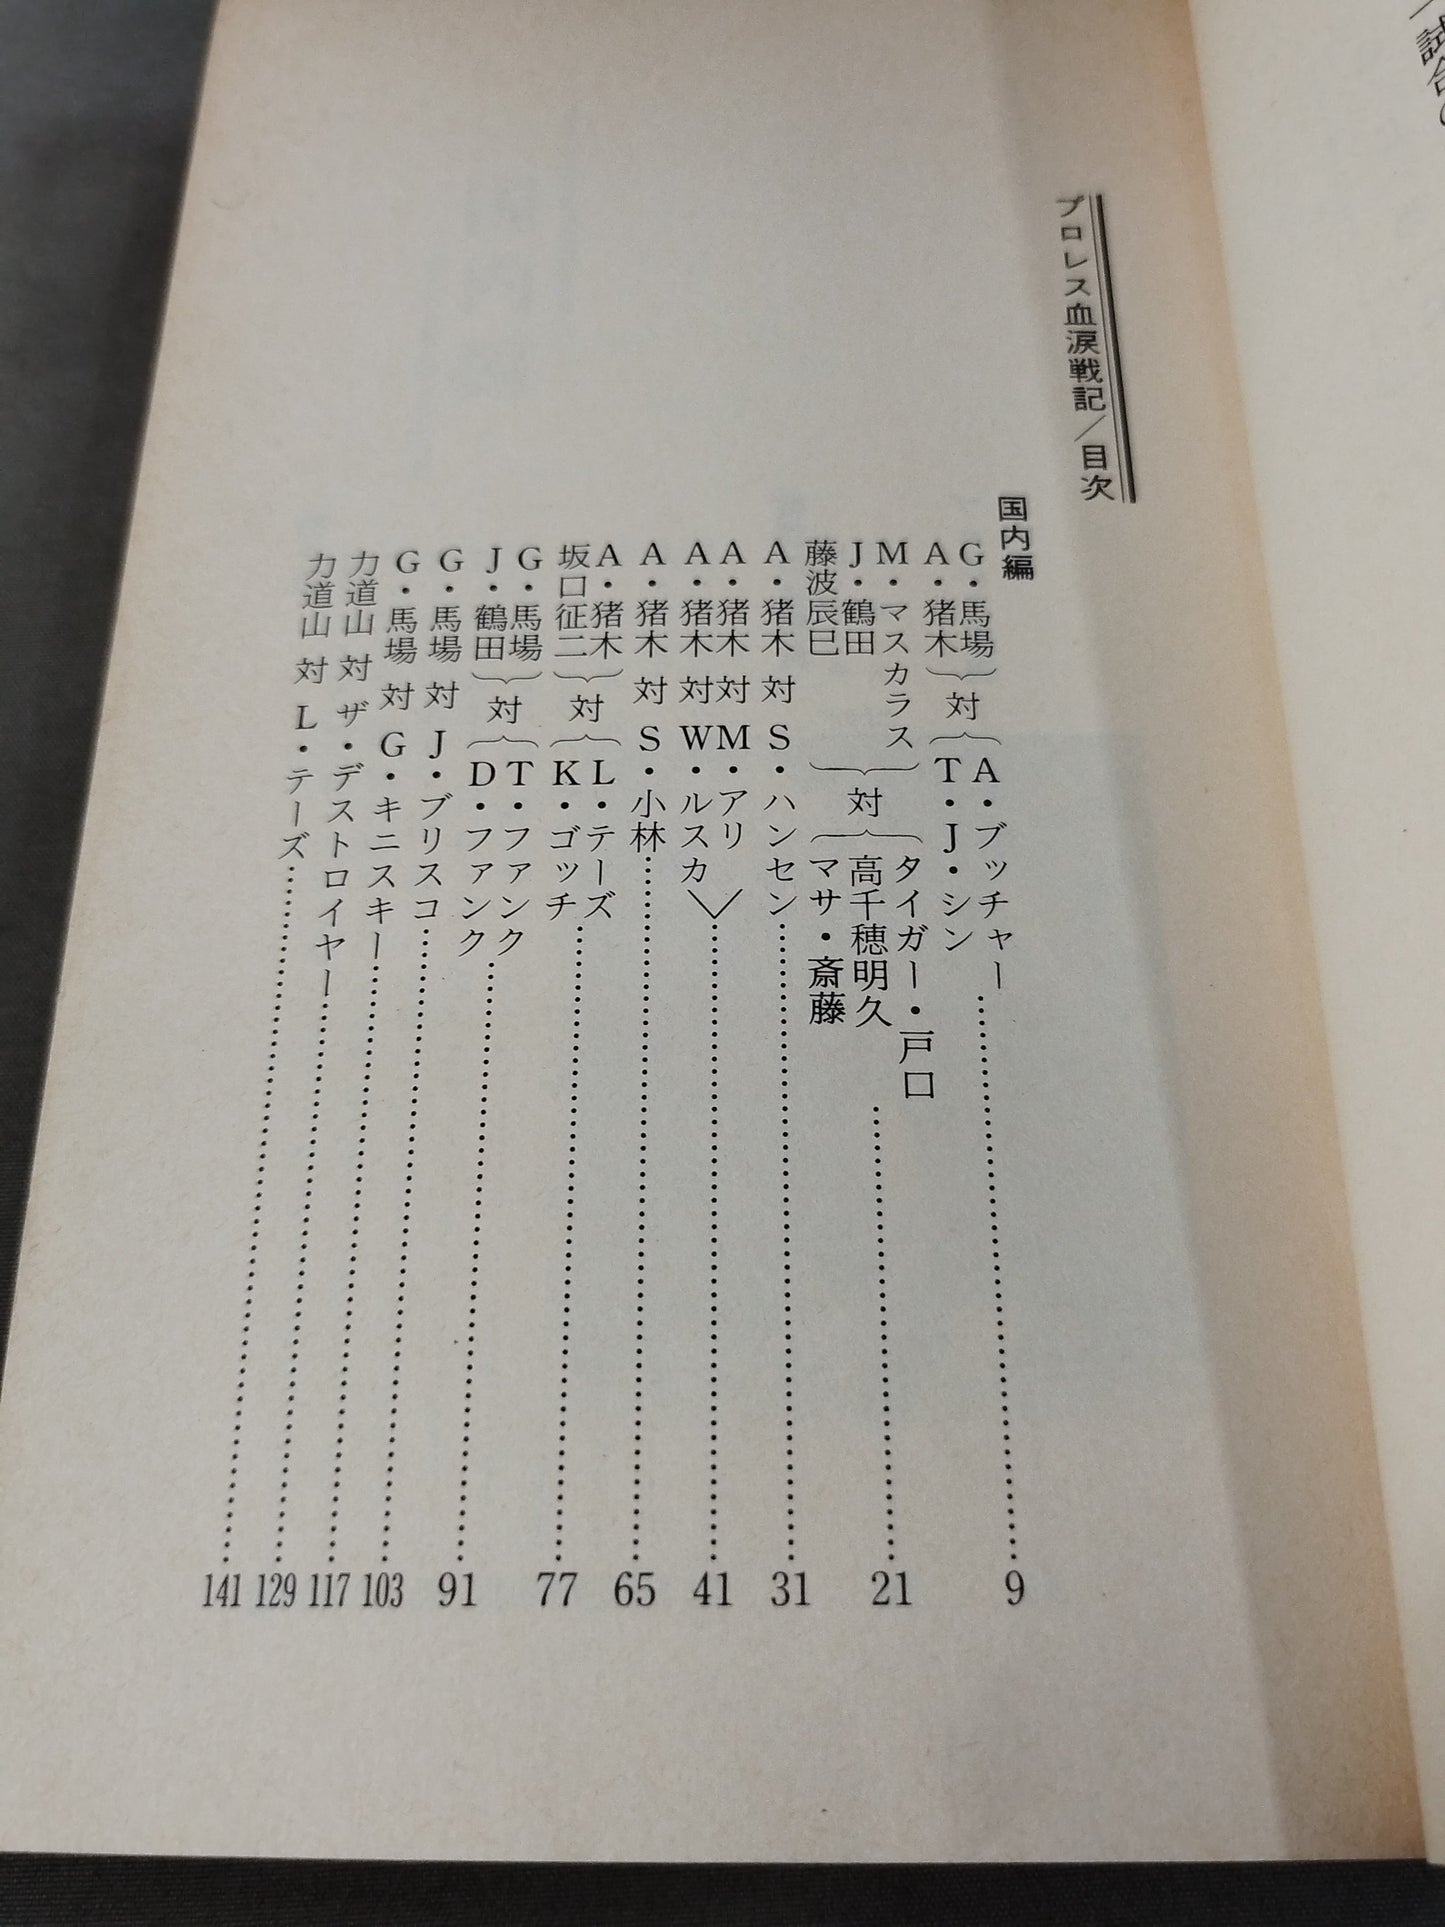 プロレス血涙戦記/目次
国内編
G・馬場
A・猪木
対
A・ブッチャー
T・J・シン……9
M・マスカラス
J・鶴田
藤波辰巳
対
タイガー・戸口
高千穂明久
マサ・斎藤……21
A・猪木 対 S・ハンセン……31
A・猪木 対 M・アリ
A・猪木 対 W・ルスカ……41
A・猪木 対 S・小林……65
A・猪木
坂口征二
対
L・テーズ
K・ゴッチ……77
G・馬場
J・鶴田
対
T・ファンク
D・ファンク……91
G・馬場 対 J・ブリスコ……103
G・馬場 対 G・キニスキー……117
力道山 対 ザ・デストロイヤー……129
力道山 対 L・テーズ……141